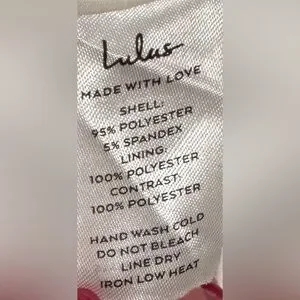 Lulus
MADE WITH LOVE
SHELL:
95% POLYESTER
5% SPANDEX
LINING:
100% POLYESTER
CONTRAST:
100% POLYESTER
HAND WASH COLD
DO NOT BLEACH
LINE DRY
IRON LOW HEAT